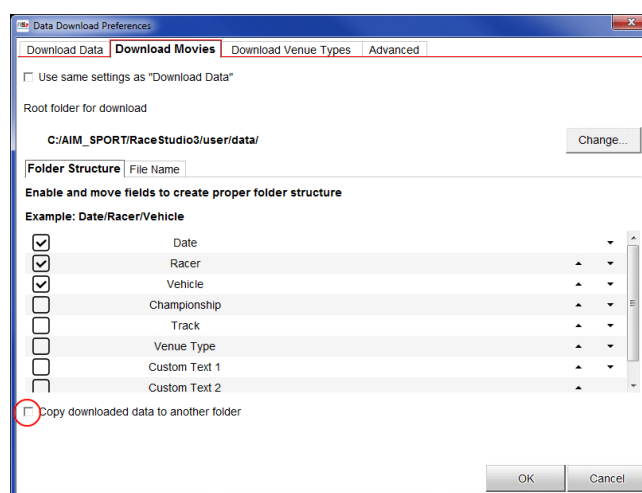 Data Download Preferences
Download Data Download Movies Download Venue Types Advanced
Use same settings as "Download Data"
Root folder for download
C:/AIM_SPORT/RaceStudio3/user/data/ Change...
Folder Structure File Name
Enable and move fields to create proper folder structure
Example: Date/Racer/Vehicle
Date
Racer
Vehicle
Championship
Track
Venue Type
Custom Text 1
Custom Text 2
Copy downloaded data to another folder
OK Cancel